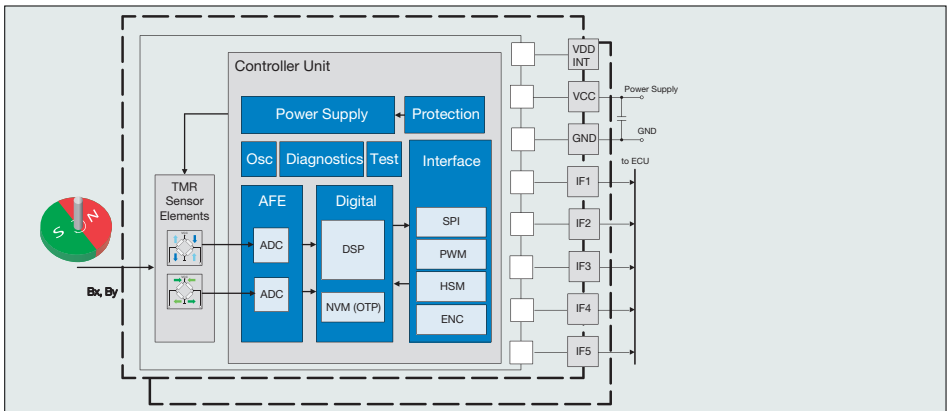 VDD
INT
Controller Unit
VCC
Power Supply
Power Supply
Protection
GND
GND
Osc
Diagnostics
Test
Interface
to ECU
TMR
Sensor
Elements
IF1
AFE
Digital
S
N
SPI
IF2
ADC
DSP
PWM
IF3
Bx, By
ADC
HSM
NVM (OTP)
IF4
ENC
IF5